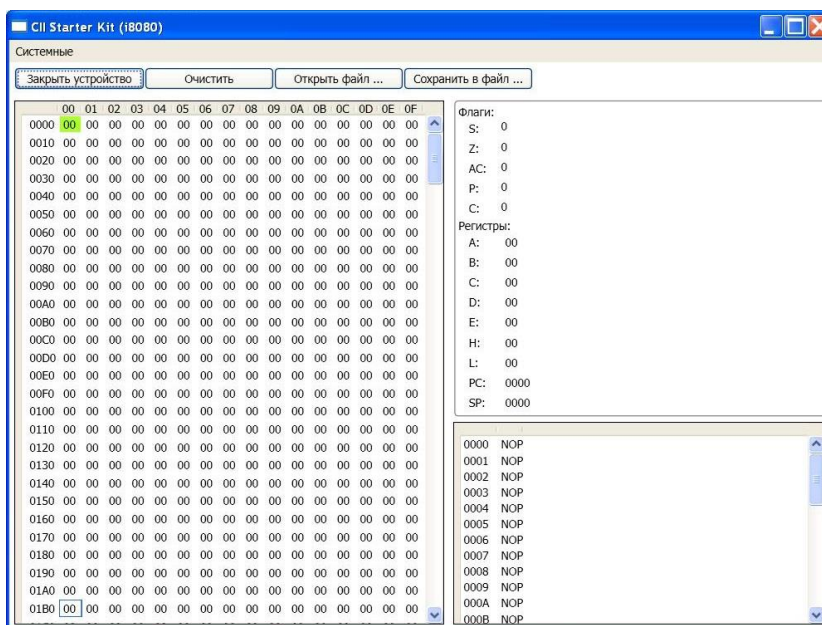 CII Starter Kit (i8080)
Системные
Закрыть устройство Очистить Открыть файл ... Сохранить в файл ...
00 01 02 03 04 05 06 07 08 09 0A 0B 0C 0D 0E 0F
0000 00 00 00 00 00 00 00 00 00 00 00 00 00 00 00 00
0010 00 00 00 00 00 00 00 00 00 00 00 00 00 00 00 00
0020 00 00 00 00 00 00 00 00 00 00 00 00 00 00 00 00
0030 00 00 00 00 00 00 00 00 00 00 00 00 00 00 00 00
0040 00 00 00 00 00 00 00 00 00 00 00 00 00 00 00 00
0050 00 00 00 00 00 00 00 00 00 00 00 00 00 00 00 00
0060 00 00 00 00 00 00 00 00 00 00 00 00 00 00 00 00
0070 00 00 00 00 00 00 00 00 00 00 00 00 00 00 00 00
0080 00 00 00 00 00 00 00 00 00 00 00 00 00 00 00 00
0090 00 00 00 00 00 00 00 00 00 00 00 00 00 00 00 00
00A0 00 00 00 00 00 00 00 00 00 00 00 00 00 00 00 00
00B0 00 00 00 00 00 00 00 00 00 00 00 00 00 00 00 00
00C0 00 00 00 00 00 00 00 00 00 00 00 00 00 00 00 00
00D0 00 00 00 00 00 00 00 00 00 00 00 00 00 00 00 00
00E0 00 00 00 00 00 00 00 00 00 00 00 00 00 00 00 00
00F0 00 00 00 00 00 00 00 00 00 00 00 00 00 00 00 00
0100 00 00 00 00 00 00 00 00 00 00 00 00 00 00 00 00
0110 00 00 00 00 00 00 00 00 00 00 00 00 00 00 00 00
0120 00 00 00 00 00 00 00 00 00 00 00 00 00 00 00 00
0130 00 00 00 00 00 00 00 00 00 00 00 00 00 00 00 00
0140 00 00 00 00 00 00 00 00 00 00 00 00 00 00 00 00
0150 00 00 00 00 00 00 00 00 00 00 00 00 00 00 00 00
0160 00 00 00 00 00 00 00 00 00 00 00 00 00 00 00 00
0170 00 00 00 00 00 00 00 00 00 00 00 00 00 00 00 00
0180 00 00 00 00 00 00 00 00 00 00 00 00 00 00 00 00
0190 00 00 00 00 00 00 00 00 00 00 00 00 00 00 00 00
01A0 00 00 00 00 00 00 00 00 00 00 00 00 00 00 00 00
01B0 00 00 00 00 00 00 00 00 00 00 00 00 00 00 00 00
Флаги:
S: 0
Z: 0
AC: 0
P: 0
C: 0
Регистры:
A: 00
B: 00
C: 00
D: 00
E: 00
H: 00
L: 00
PC: 0000
SP: 0000
0000 NOP
0001 NOP
0002 NOP
0003 NOP
0004 NOP
0005 NOP
0006 NOP
0007 NOP
0008 NOP
0009 NOP
000A NOP
000B NOP